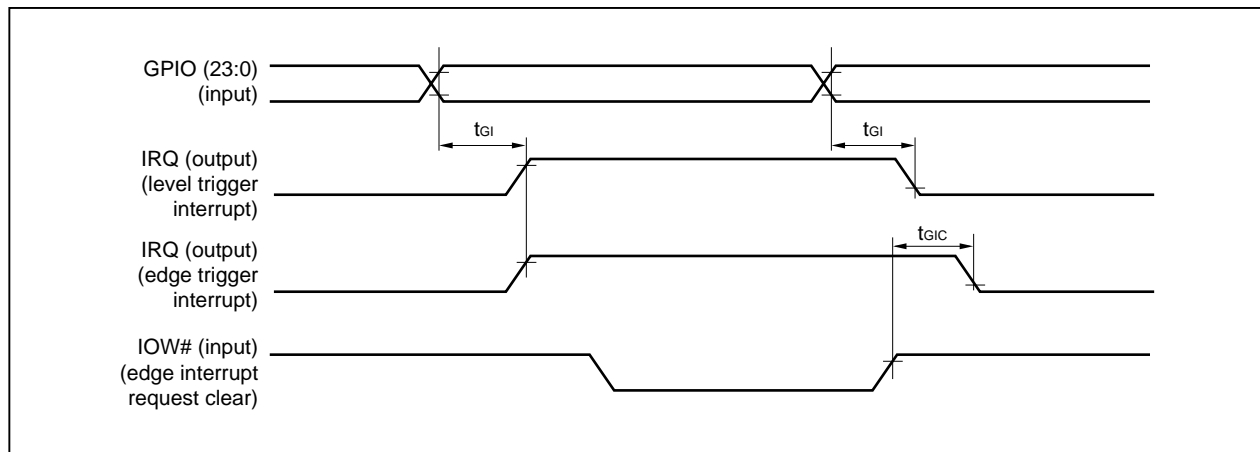 GPIO (23:0)
(input)
tGI
tGI
IRQ (output)
(level trigger
interrupt)
tGIC
IRQ (output)
(edge trigger
interrupt)
IOW# (input)
(edge interrupt
request clear)